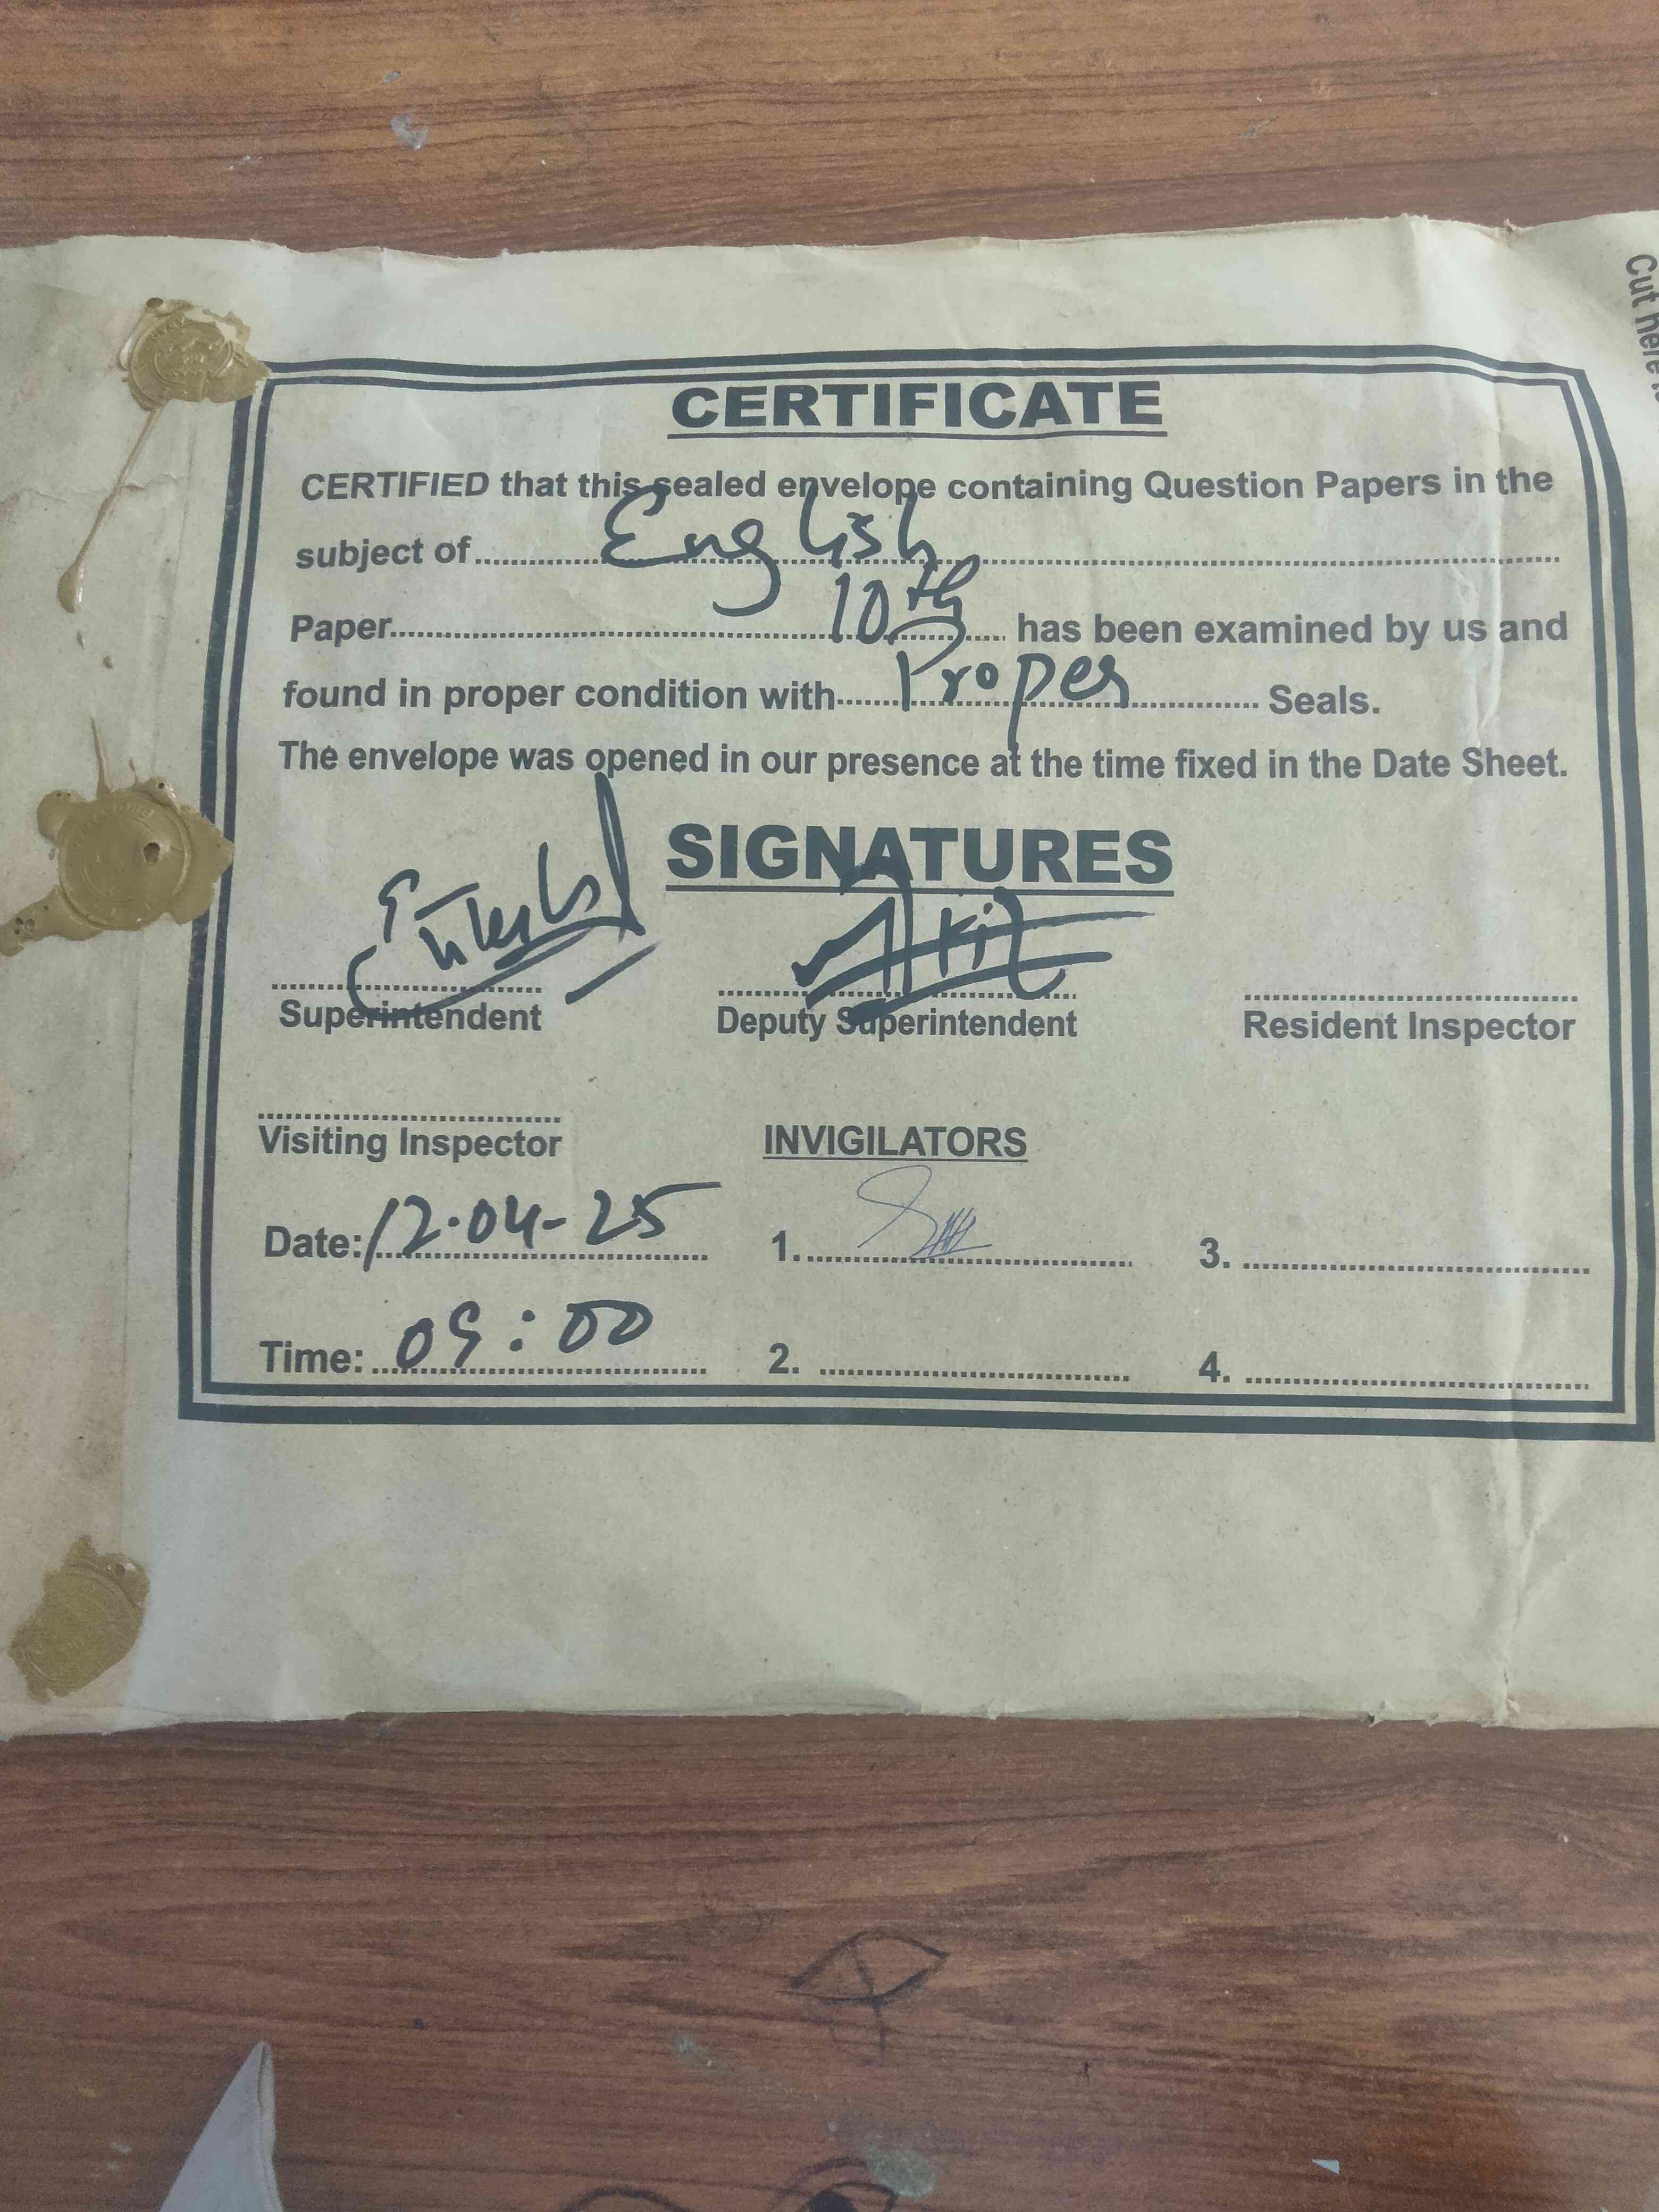 Cut here
CERTIFICATE
CERTIFIED that this sealed envelope containing Question Papers in the
subject of English
Paper 10th has been examined by us and
found in proper condition with Proper Seals.
The envelope was opened in our presence at the time fixed in the Date Sheet.
SIGNATURES
Superintendent Deputy Superintendent Resident Inspector
Visiting Inspector INVIGILATORS
Date: 12.04-25 1. 3.
Time: 09:00 2. 4.